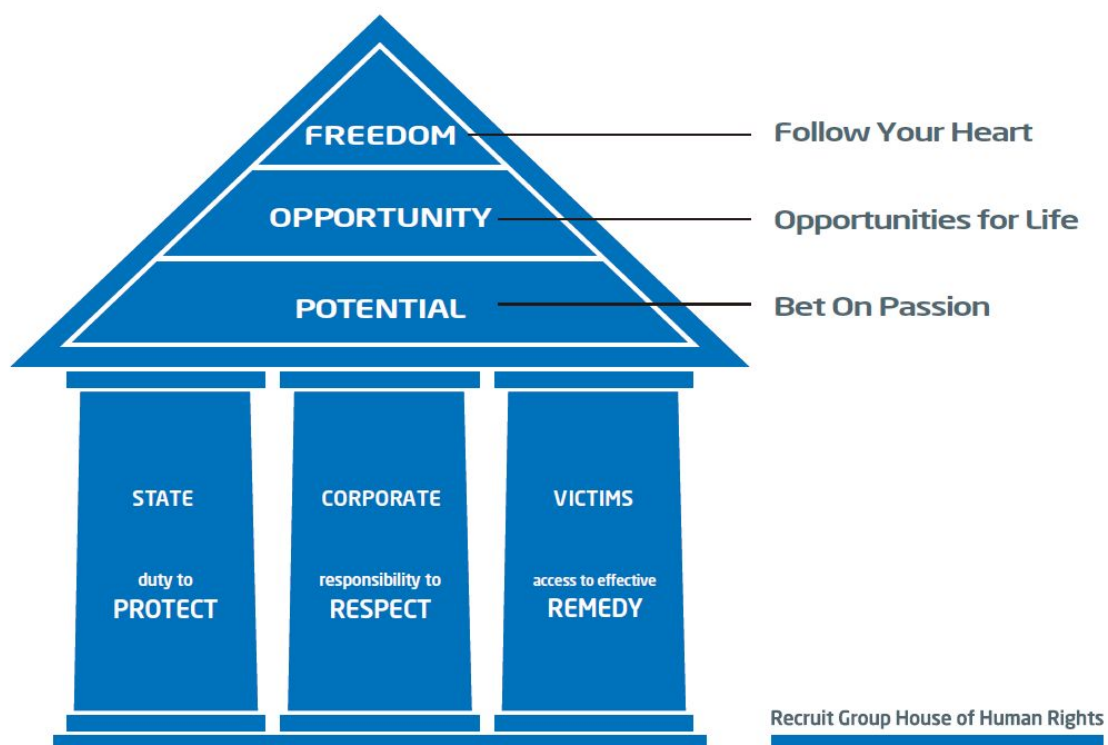 FREEDOM
Follow Your Heart
OPPORTUNITY
Opportunities for Life
POTENTIAL
Bet On Passion
STATE
duty to
PROTECT
CORPORATE
responsibility to
RESPECT
VICTIMS
access to effective
REMEDY
Recruit Group House of Human Rights